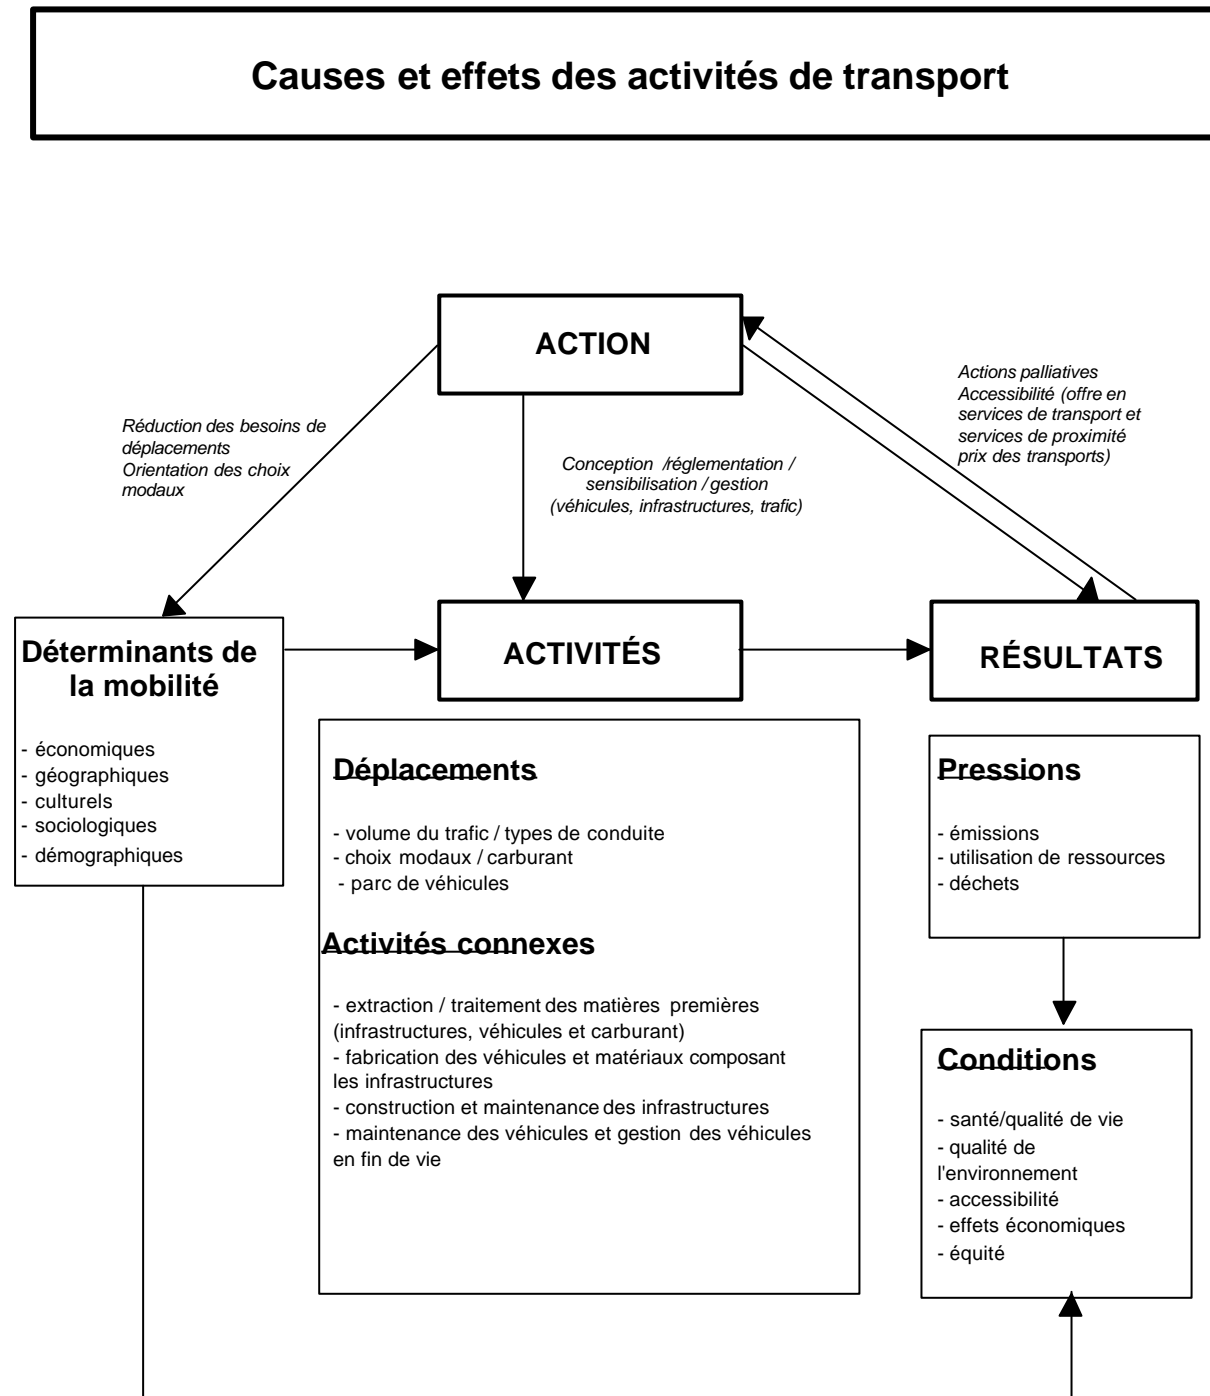 Causes et effets des activités de transport
ACTION
Réduction des besoins de
déplacements
Orientation des choix
modaux
Conception /réglementation /
sensibilisation / gestion
(véhicules, infrastructures, trafic)
Actions palliatives
Accessibilité (offre en
services de transport et
services de proximité
prix des transports)
Déterminants de
la mobilité
- économiques
- géographiques
- culturels
- sociologiques
- démographiques
ACTIVITÉS
Déplacements
- volume du trafic / types de conduite
- choix modaux / carburant
- parc de véhicules
Activités connexes
- extraction / traitement des matières premières
(infrastructures, véhicules et carburant)
- fabrication des véhicules et matériaux composant
les infrastructures
- construction et maintenance des infrastructures
- maintenance des véhicules et gestion des véhicules
en fin de vie
RÉSULTATS
Pressions
- émissions
- utilisation de ressources
- déchets
Conditions
- santé/qualité de vie
- qualité de
l'environnement
- accessibilité
- effets économiques
- équité